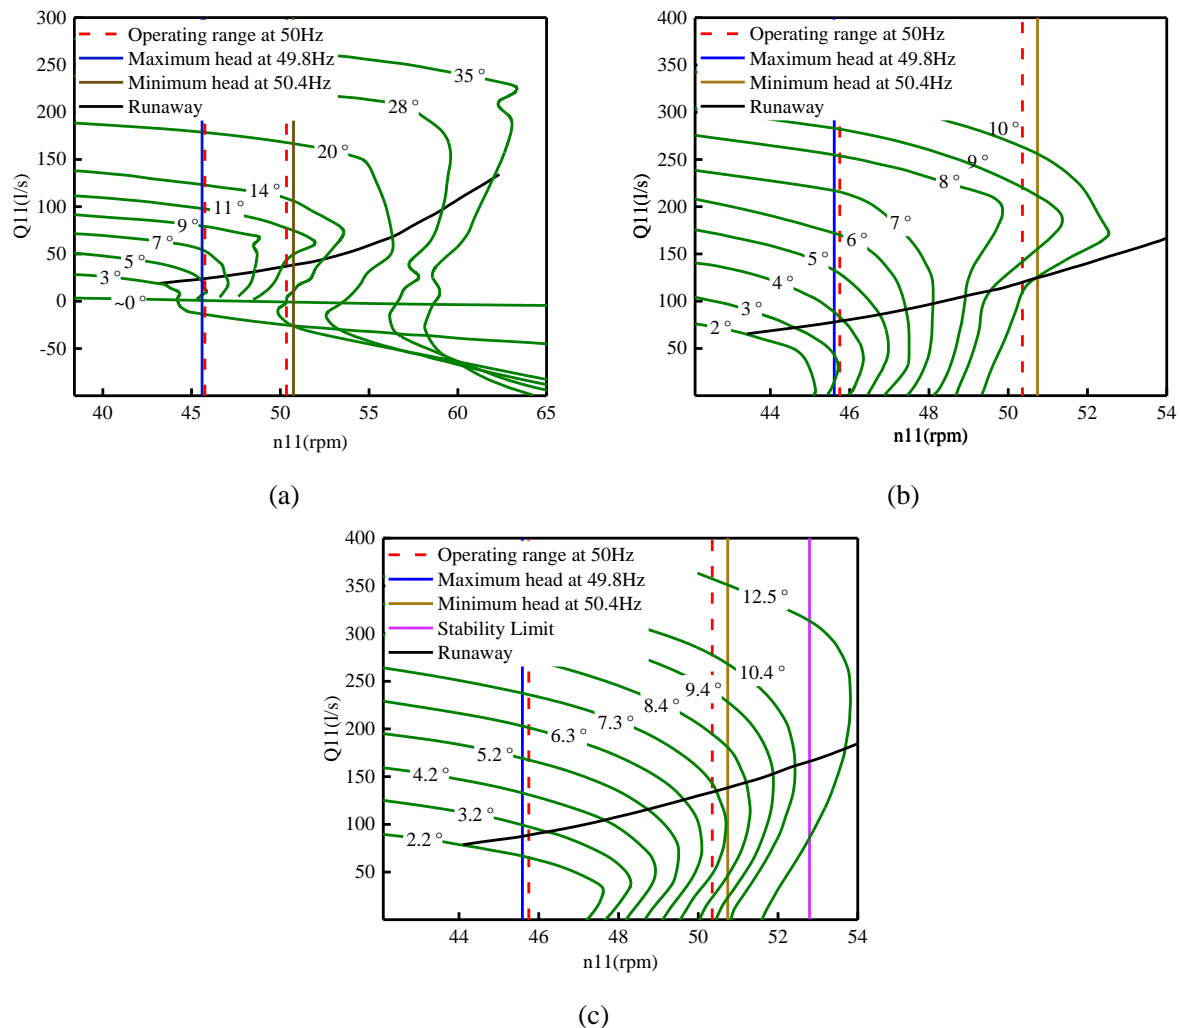 300
250
200
150
100
50
0
-50
Q11(l/s)
Operating range at 50Hz
Maximum head at 49.8Hz
Minimum head at 50.4Hz
Runaway
35 °
28 °
20 °
14 °
11 °
9 °
7 °
5 °
3 °
~0 °
40 45 50 55 60 65
n11(rpm)
(a)
400
350
300
250
200
150
100
50
Q11(l/s)
Operating range at 50Hz
Maximum head at 49.8Hz
Minimum head at 50.4Hz
Runaway
10 °
9 °
8 °
7 °
6 °
5 °
4 °
3 °
2 °
44 46 48 50 52 54
n11(rpm)
(b)
400
350
300
250
200
150
100
50
Q11(l/s)
Operating range at 50Hz
Maximum head at 49.8Hz
Minimum head at 50.4Hz
Stability Limit
Runaway
12.5 °
10.4 °
9.4 °
8.4 °
7.3 °
6.3 °
5.2 °
4.2 °
3.2 °
2.2 °
44 46 48 50 52 54
n11(rpm)
(c)